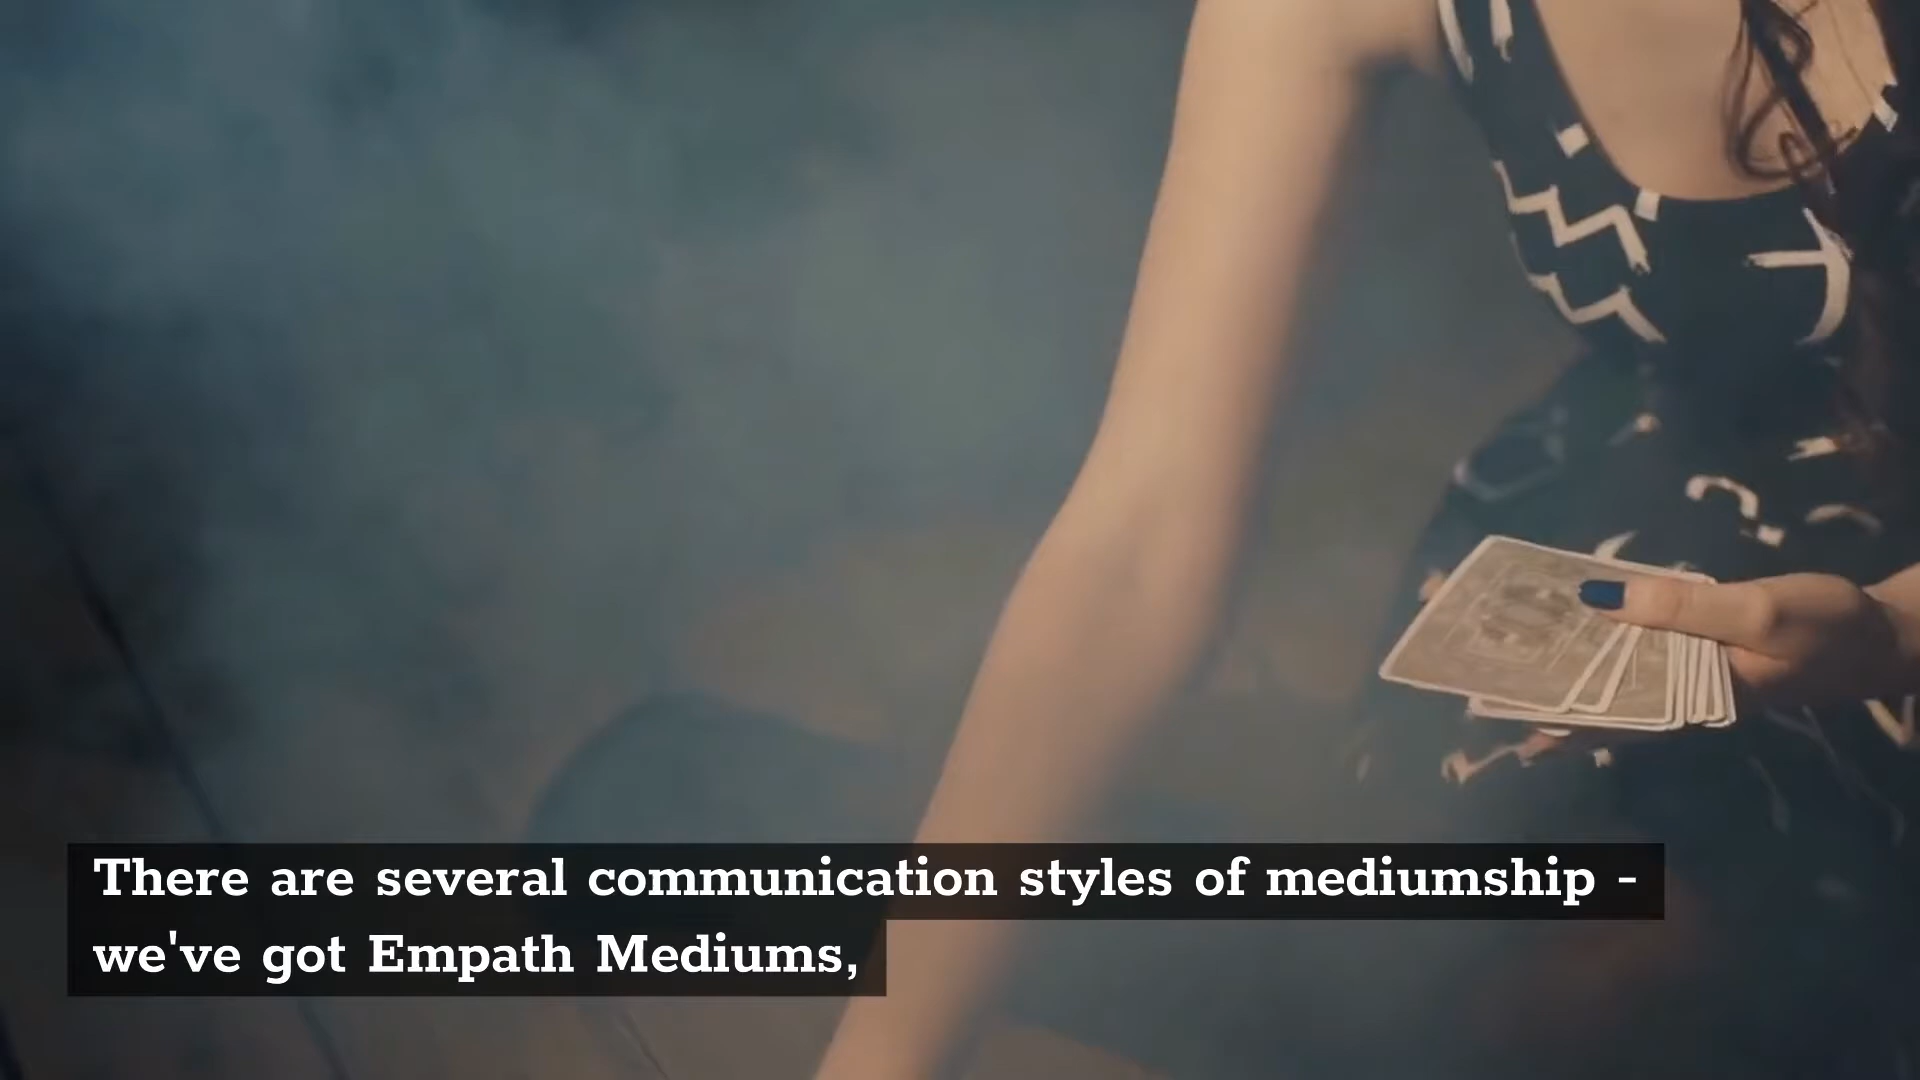 There are several communication styles of mediumship -
we've got Empath Mediums,